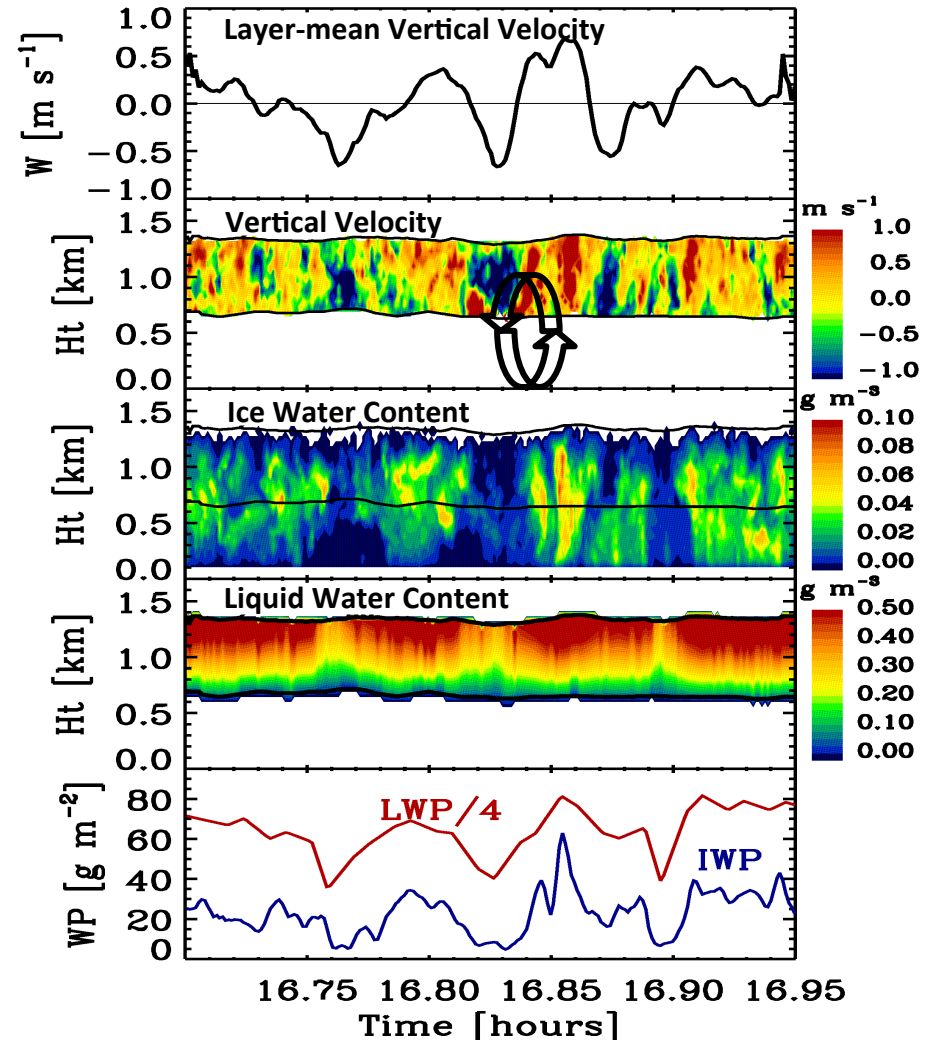 Layer-mean Vertical Velocity
W [m s⁻¹]
1.0
0.5
0.0
−0.5
−1.0
Vertical Velocity
Ht [km]
1.5
1.0
0.5
0.0
m s⁻¹
1.0
0.5
0.0
−0.5
−1.0
Ice Water Content
Ht [km]
1.5
1.0
0.5
0.0
g m⁻³
0.10
0.08
0.06
0.04
0.02
0.00
Liquid Water Content
Ht [km]
1.5
1.0
0.5
0.0
g m⁻³
0.50
0.40
0.30
0.20
0.10
0.00
WP [g m⁻²]
80
60
40
20
0
LWP/4
IWP
16.75 16.80 16.85 16.90 16.95
Time [hours]